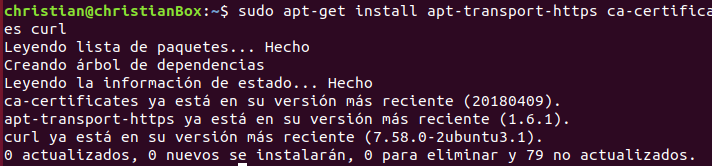 christian@christianBox:~$ sudo apt-get install apt-transport-https ca-certificat
es curl
Leyendo lista de paquetes... Hecho
Creando árbol de dependencias
Leyendo la información de estado... Hecho
ca-certificates ya está en su versión más reciente (20180409).
apt-transport-https ya está en su versión más reciente (1.6.1).
curl ya está en su versión más reciente (7.58.0-2ubuntu3.1).
0 actualizados, 0 nuevos se instalarán, 0 para eliminar y 79 no actualizados.